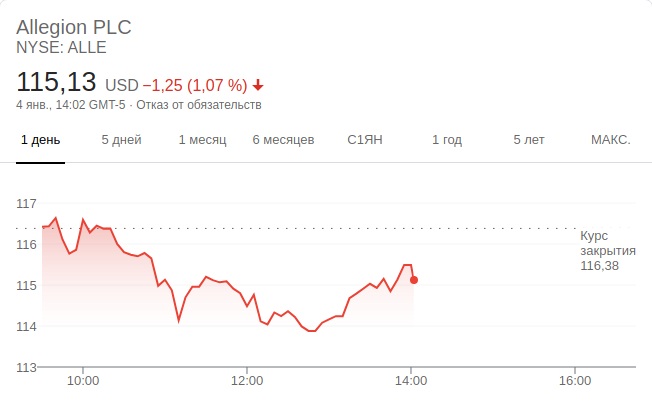 Allegion PLC
NYSE: ALLE
115,13 USD −1,25 (1,07 %)
4 янв., 14:02 GMT-5 · Отказ от обязательств
1 день 5 дней 1 месяц 6 месяцев С1ЯН 1 год 5 лет МАКС.
117
116
115
114
113
Курс
закрытия
116,38
10:00 12:00 14:00 16:00